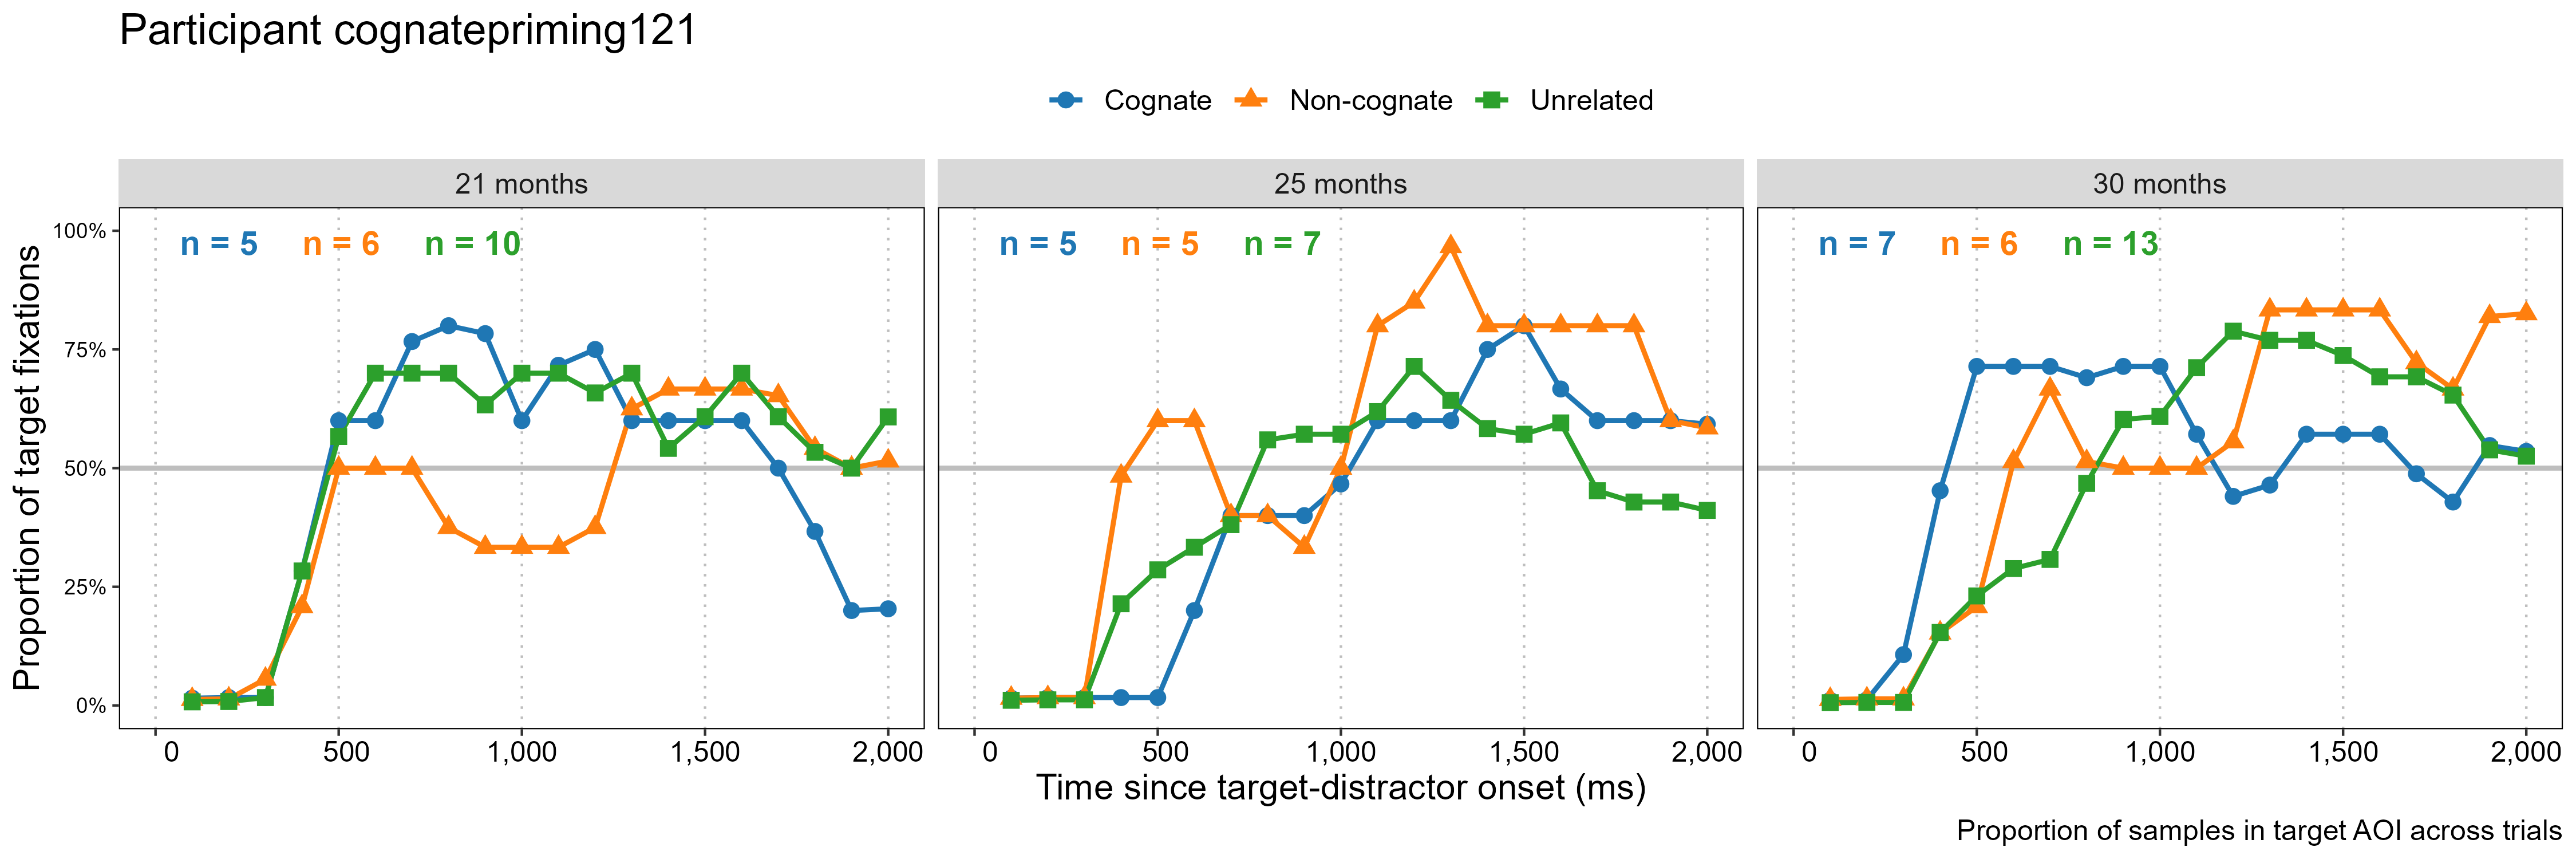 Participant cognatepriming121
Cognate Non-cognate Unrelated
21 months 25 months 30 months
n = 5 n = 6 n = 10 n = 5 n = 5 n = 7 n = 7 n = 6 n = 13
Proportion of target fixations
100%
75%
50%
25%
0%
0 500 1,000 1,500 2,000 0 500 1,000 1,500 2,000 0 500 1,000 1,500 2,000
Time since target-distractor onset (ms)
Proportion of samples in target AOI across trials